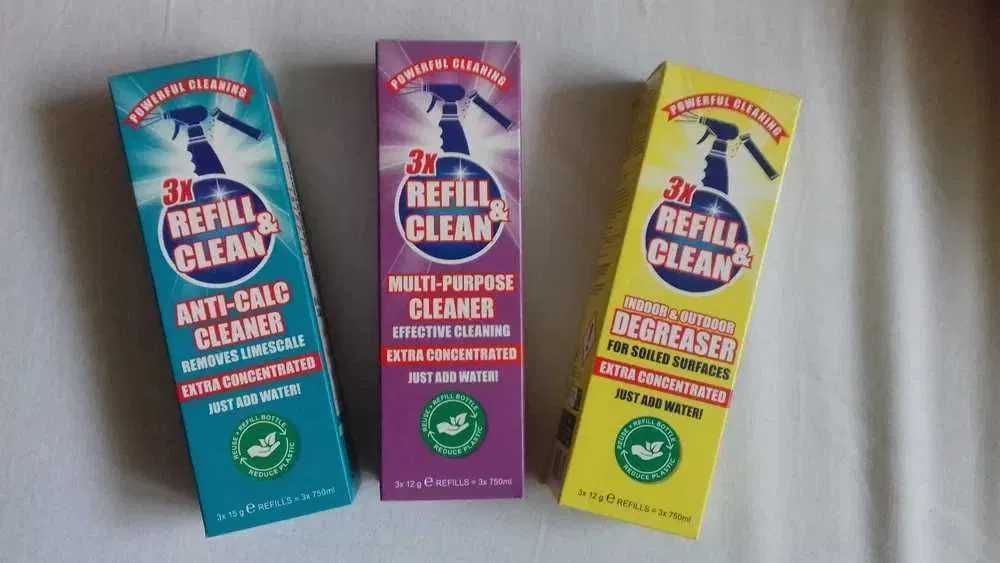 POWERFUL CLEANING
3X
REFILL
&
CLEAN
ANTI-CALC
CLEANER
REMOVES LIMESCALE
EXTRA CONCENTRATED
JUST ADD WATER!
REUSE • REFILL BOTTLE
REDUCE PLASTIC
3x 15 g ℮ REFILLS = 3x 750ml
POWERFUL CLEANING
3X
REFILL
&
CLEAN
MULTI-PURPOSE
CLEANER
EFFECTIVE CLEANING
EXTRA CONCENTRATED
JUST ADD WATER!
REUSE • REFILL BOTTLE
REDUCE PLASTIC
3x 12 g ℮ REFILLS = 3x 750ml
POWERFUL CLEANING
3X
REFILL
&
CLEAN
INDOOR & OUTDOOR
DEGREASER
FOR SOILED SURFACES
EXTRA CONCENTRATED
JUST ADD WATER!
REUSE • REFILL BOTTLE
REDUCE PLASTIC
3x 12 g ℮ REFILLS = 3x 750ml